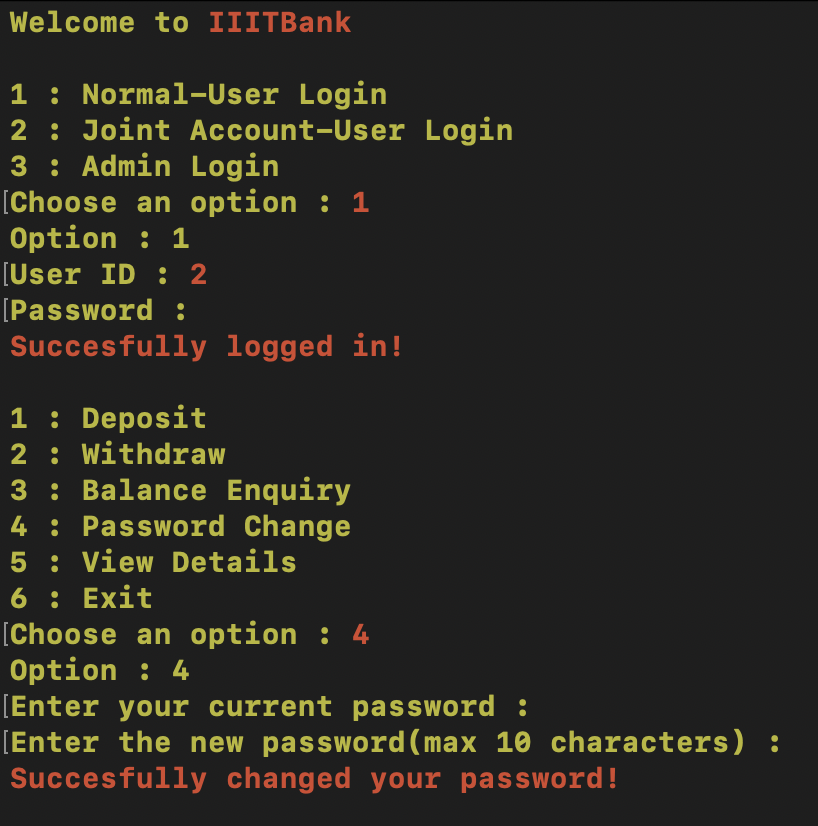 Welcome to IIITBank
1 : Normal-User Login
2 : Joint Account-User Login
3 : Admin Login
Choose an option : 1
Option : 1
User ID : 2
Password :
Succesfully logged in!
1 : Deposit
2 : Withdraw
3 : Balance Enquiry
4 : Password Change
5 : View Details
6 : Exit
Choose an option : 4
Option : 4
Enter your current password :
Enter the new password(max 10 characters) :
Succesfully changed your password!